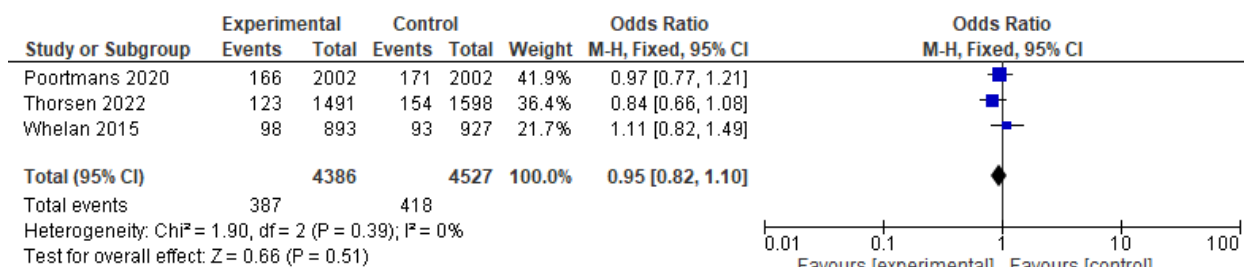 Experimental Control Odds Ratio Odds Ratio
Study or Subgroup Events Total Events Total Weight M-H, Fixed, 95% CI M-H, Fixed, 95% CI
Poortmans 2020 166 2002 171 2002 41.9% 0.97 [0.77, 1.21]
Thorsen 2022 123 1491 154 1598 36.4% 0.84 [0.66, 1.08]
Whelan 2015 98 893 93 927 21.7% 1.11 [0.82, 1.49]
Total (95% CI) 4386 4527 100.0% 0.95 [0.82, 1.10]
Total events 387 418
Heterogeneity: Chi² = 1.90, df = 2 (P = 0.39); I² = 0%
Test for overall effect: Z = 0.66 (P = 0.51)
0.01 0.1 1 10 100
Favours [experimental] Favours [control]